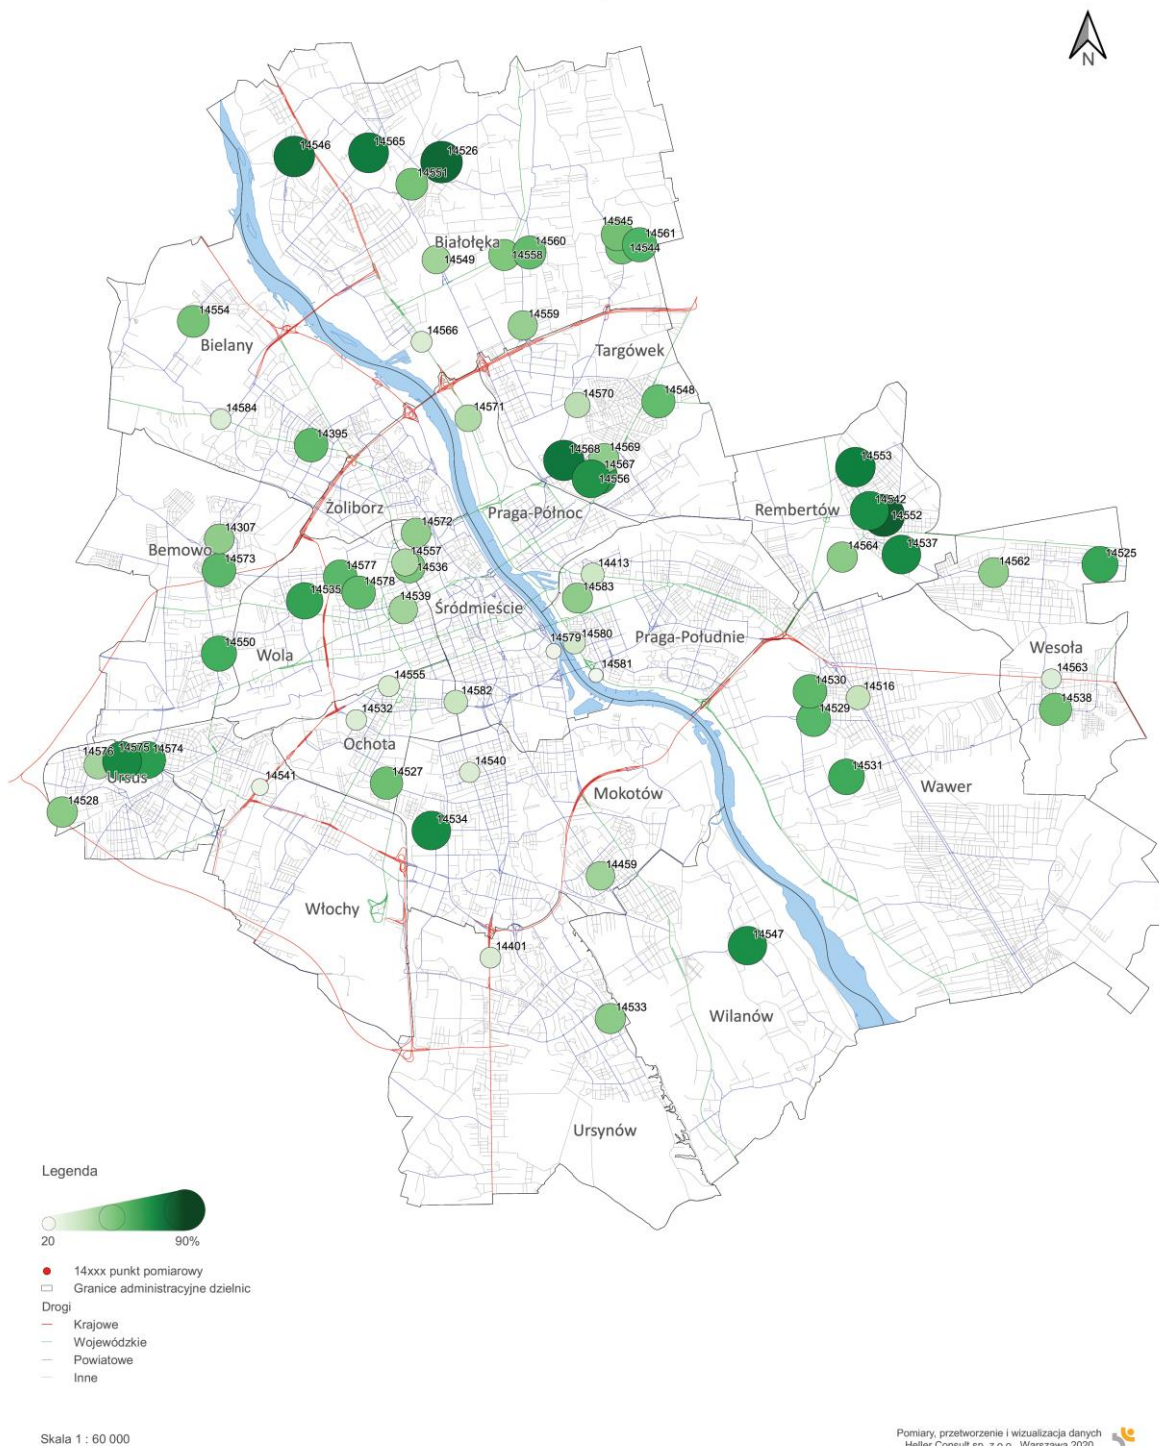 N
14546
14565
14526
14551
14545
14561
14544
Białołęka
14560
14558
14549
14554
14559
Bielany
14566
Targówek
14548
14570
14584
14571
14395
14568
14569
14553
14567
14556
14542
Żoliborz
Praga-Północ
Rembertów
14552
14307
14572
Bemowo
14557
14537
14564
14562
14525
14573
14577
14536
14413
14535
14578
14583
14539
Śródmieście
14550
Wola
14579
14580
Praga-Południe
Wesoła
14581
14563
14555
14530
14516
14582
14538
14532
14529
Ochota
14576
14575
14574
Ursus
14541
14527
14540
14531
Mokotów
Wawer
14528
14534
14459
Włochy
14401
14547
14533
Wilanów
Ursynów
Legenda
20 90%
14xxx punkt pomiarowy
Granice administracyjne dzielnic
Drogi
Krajowe
Wojewódzkie
Powiatowe
Inne
Skala 1 : 60 000
Pomiary, przetworzenie i wizualizacja danych
Heller Consult sp. z o.o., Warszawa 2020